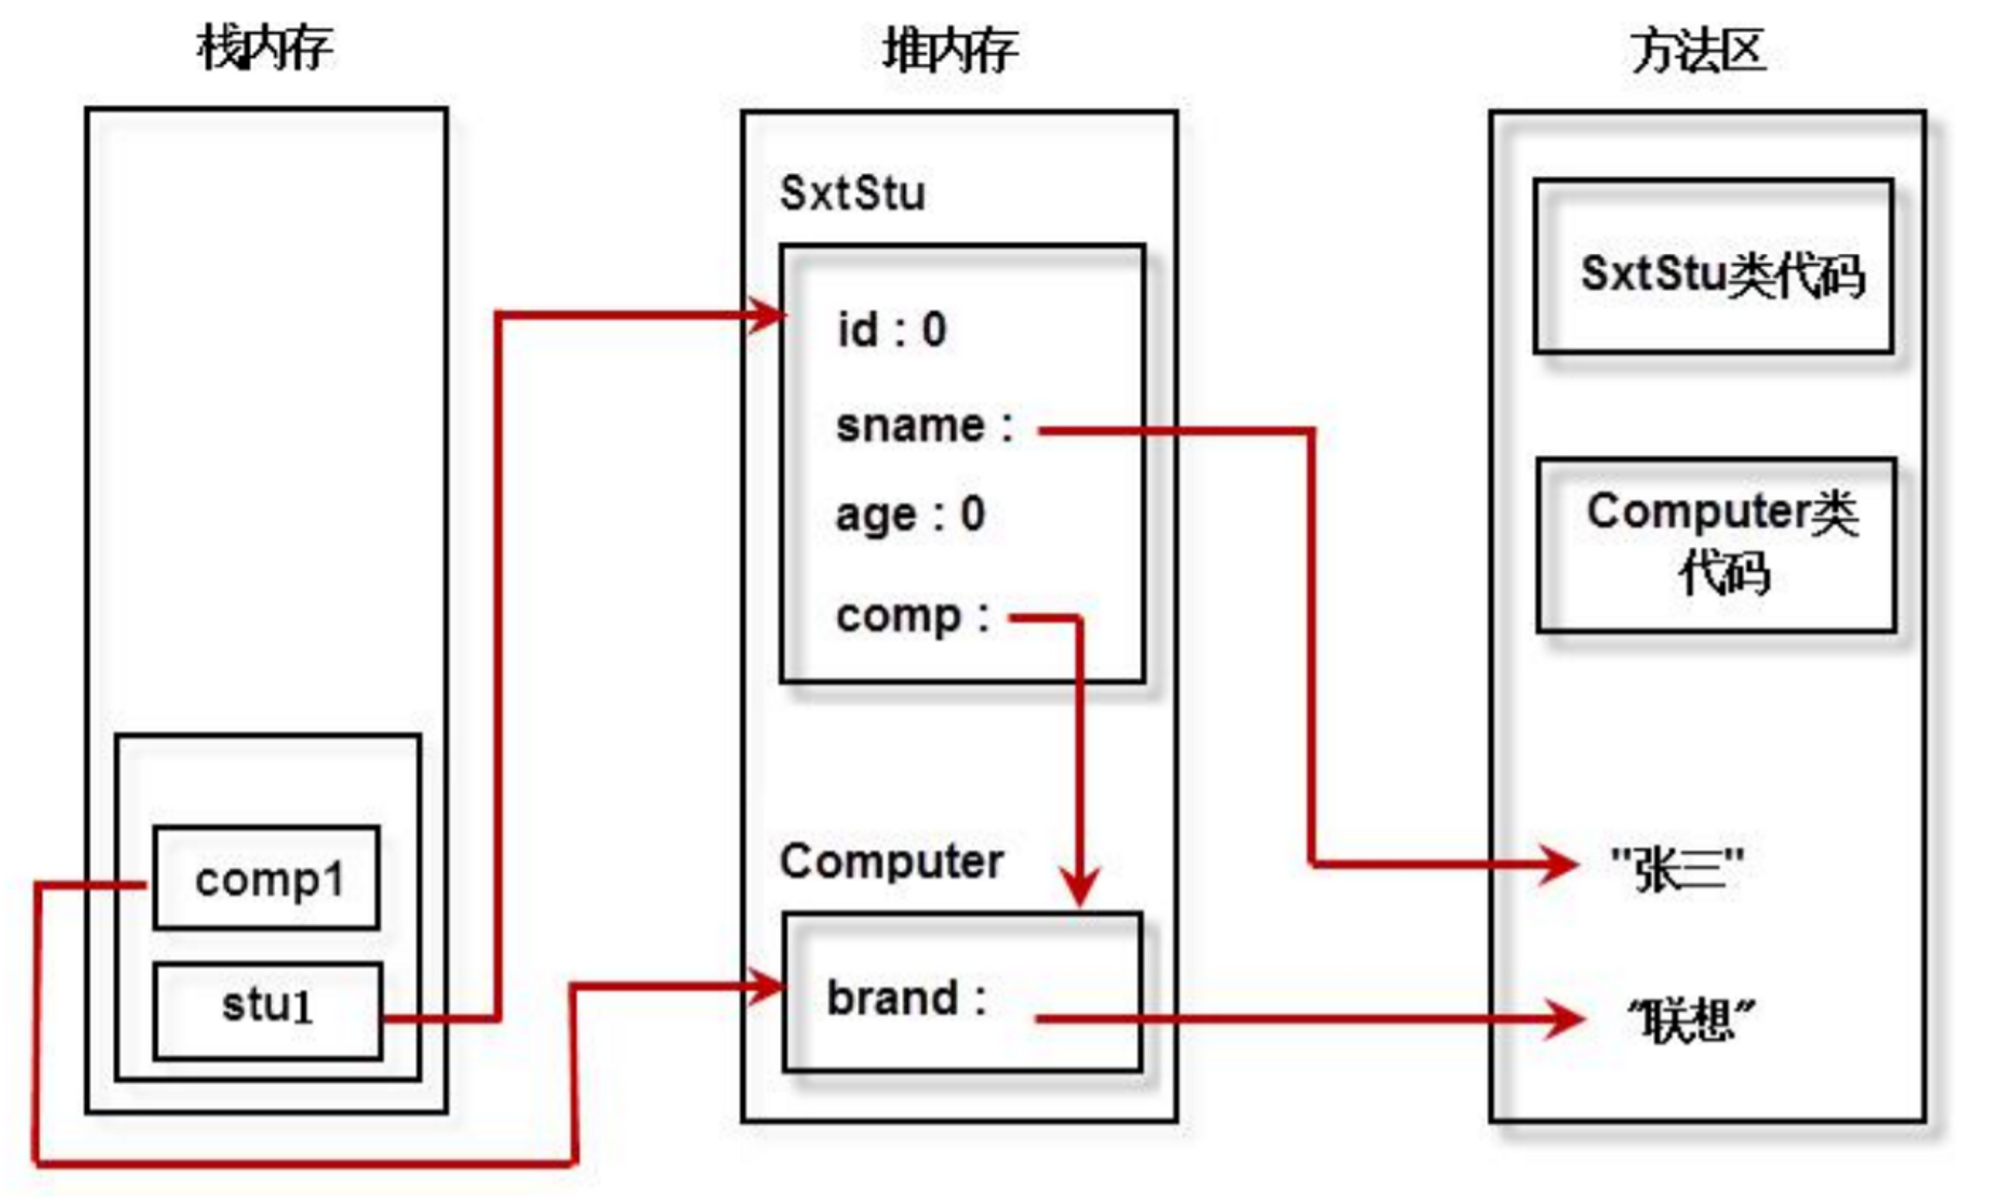 栈内存
堆内存
方法区
SxtStu
id : 0
sname :
age : 0
comp :
Computer
brand :
comp1
stu1
SxtStu类代码
Computer类
代码
"张三"
"联想"